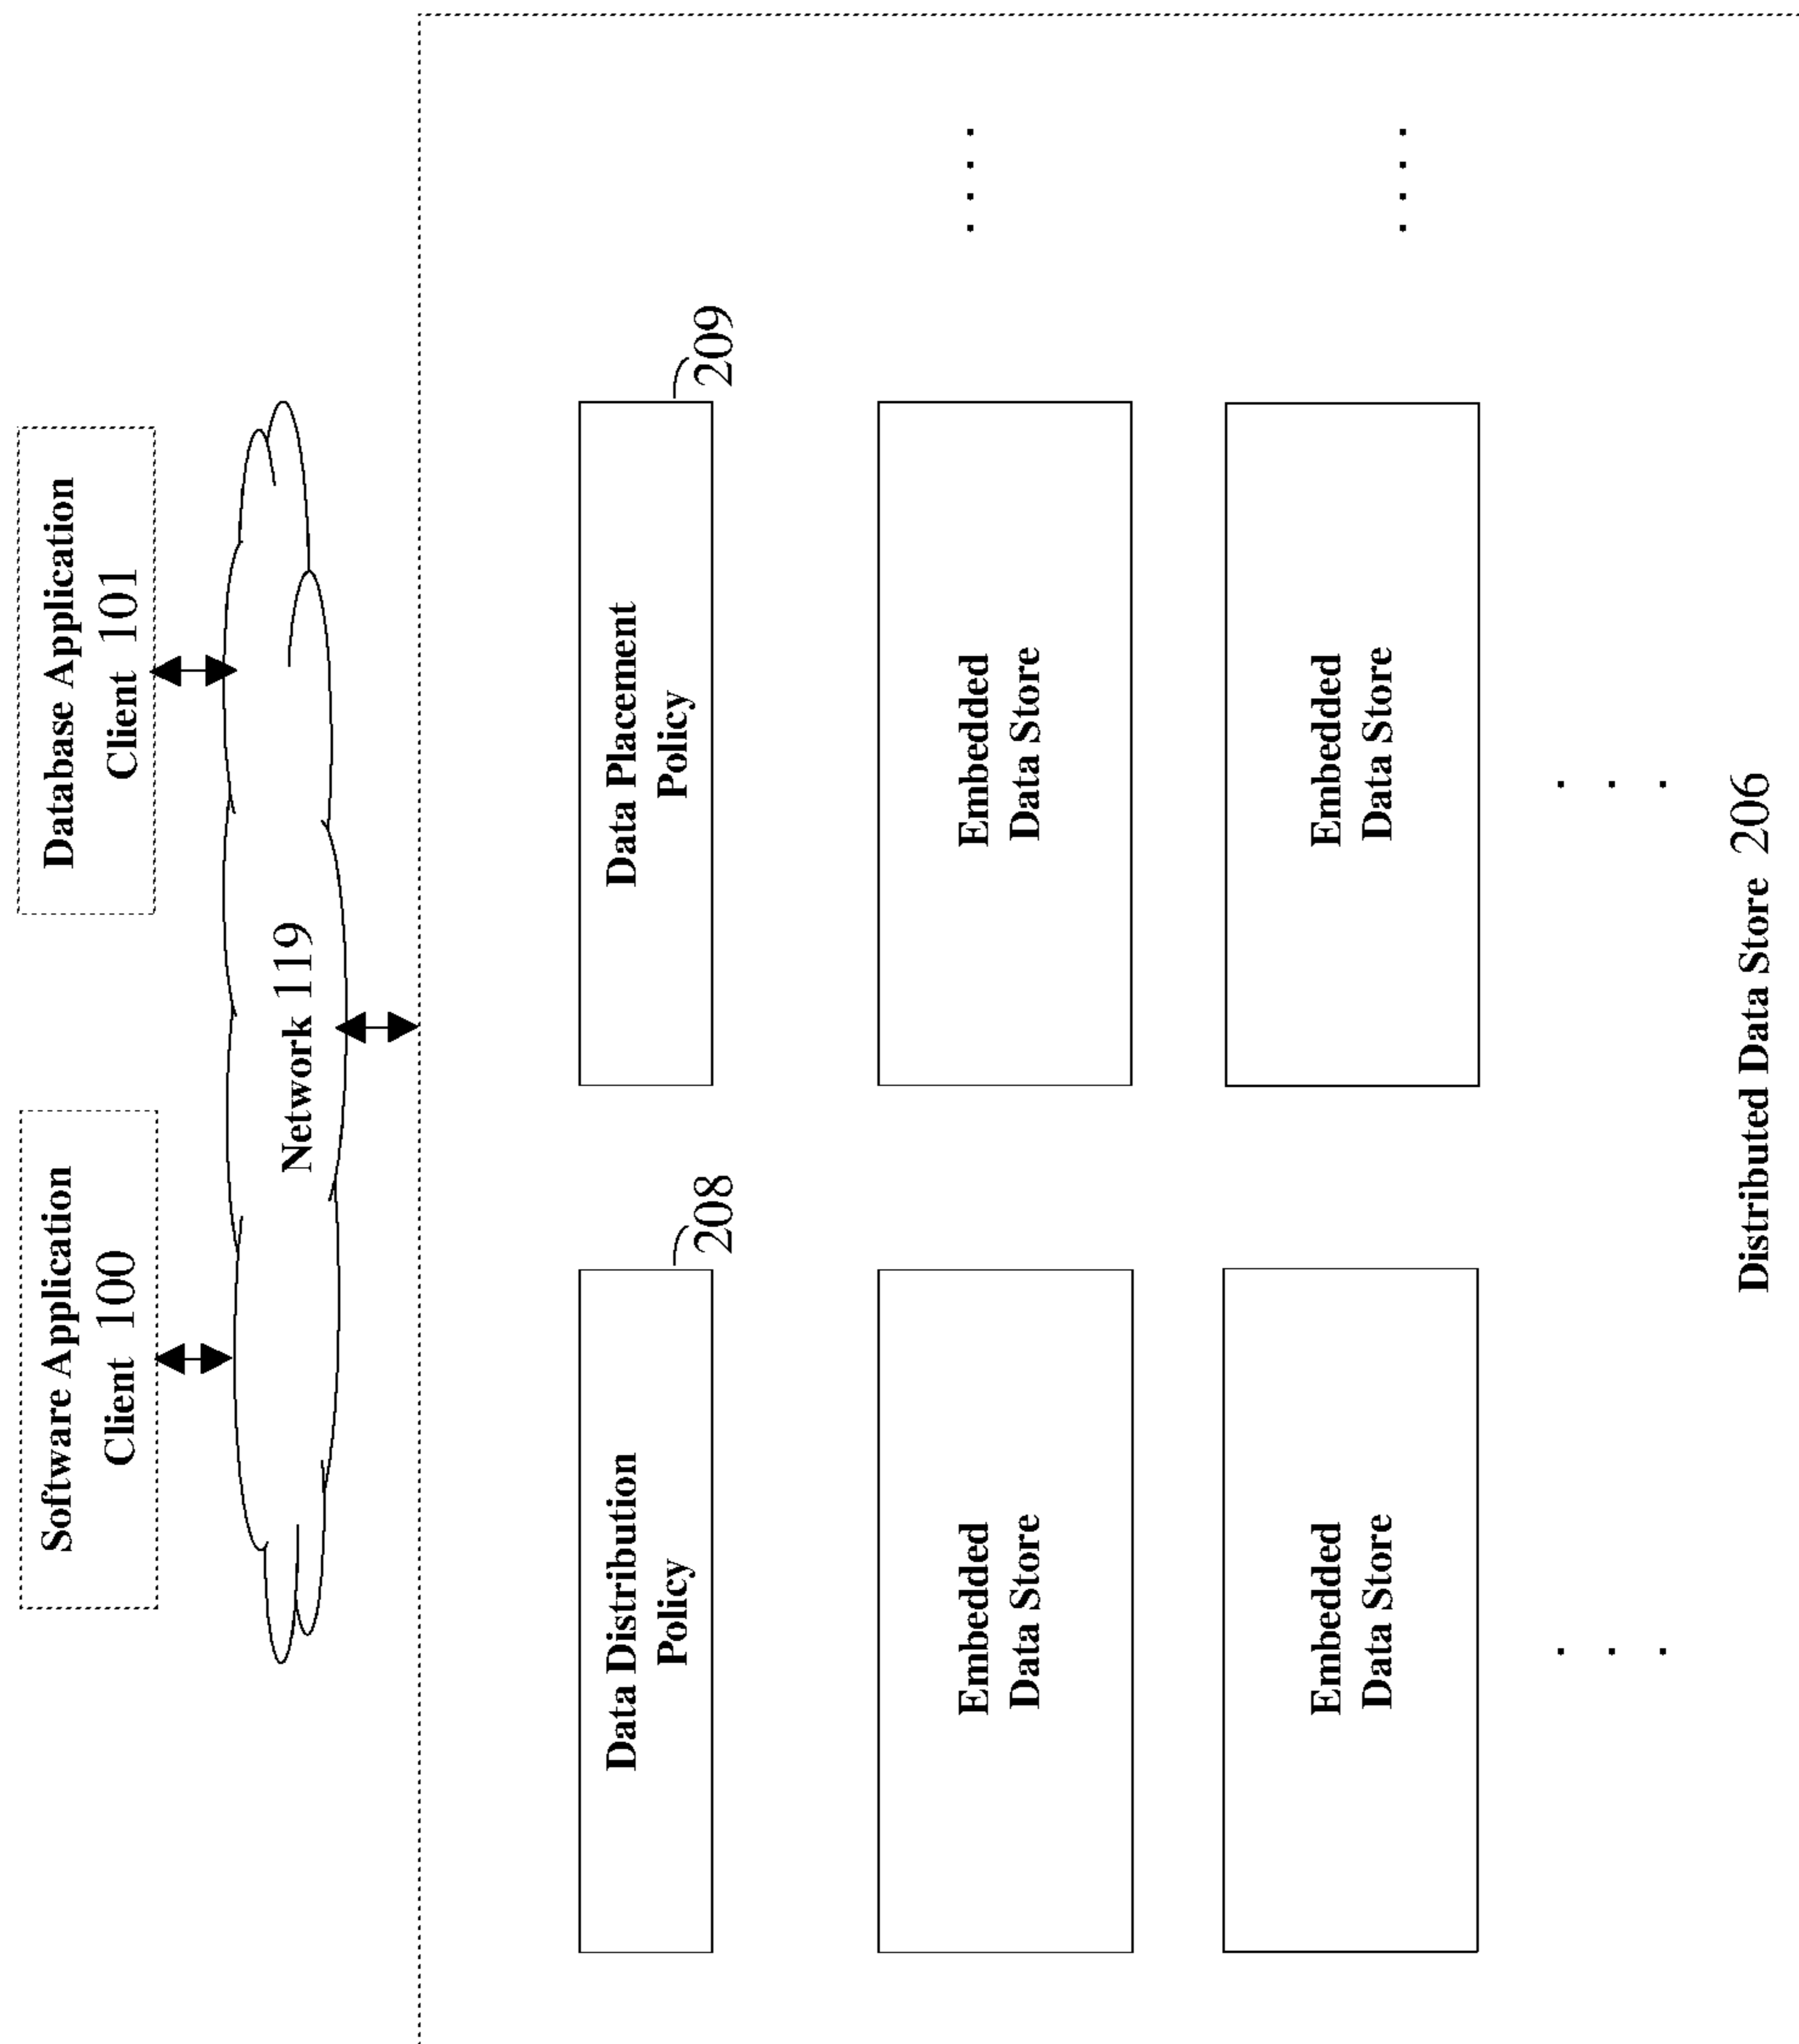 Software Application
Client 100
Database Application
Client 101
Network 119
Data Distribution
Policy
208
Data Placement
Policy
209
Embedded
Data Store
Embedded
Data Store
Embedded
Data Store
Embedded
Data Store
Distributed Data Store 206